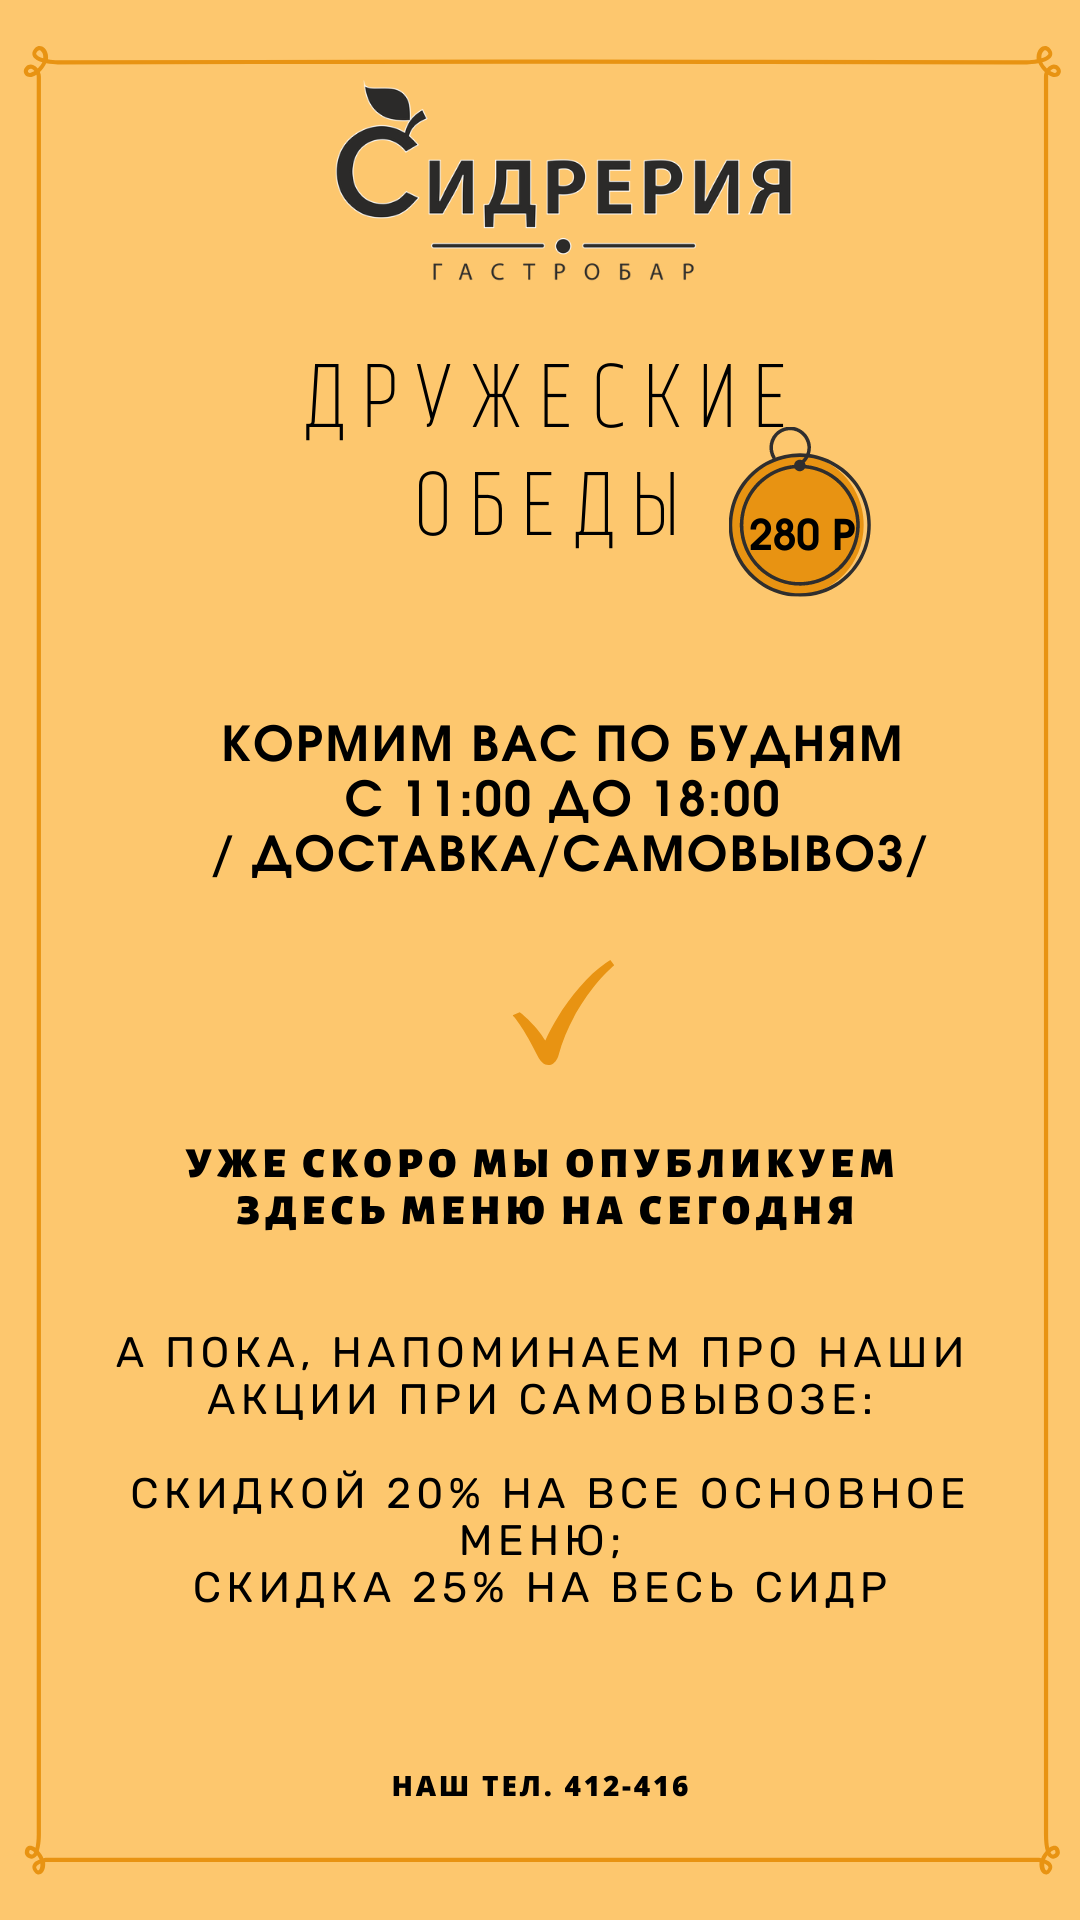 Сидрерия
ГАСТРОБАР
ДРУЖЕСКИЕ
ОБЕДЫ
280 Р
КОРМИМ ВАС ПО БУДНЯМ
С 11:00 ДО 18:00
/ ДОСТАВКА/САМОВЫВОЗ/
УЖЕ СКОРО МЫ ОПУБЛИКУЕМ
ЗДЕСЬ МЕНЮ НА СЕГОДНЯ
А ПОКА, НАПОМИНАЕМ ПРО НАШИ
АКЦИИ ПРИ САМОВЫВОЗЕ:
СКИДКОЙ 20% НА ВСЕ ОСНОВНОЕ
МЕНЮ;
СКИДКА 25% НА ВЕСЬ СИДР
НАШ ТЕЛ. 412-416